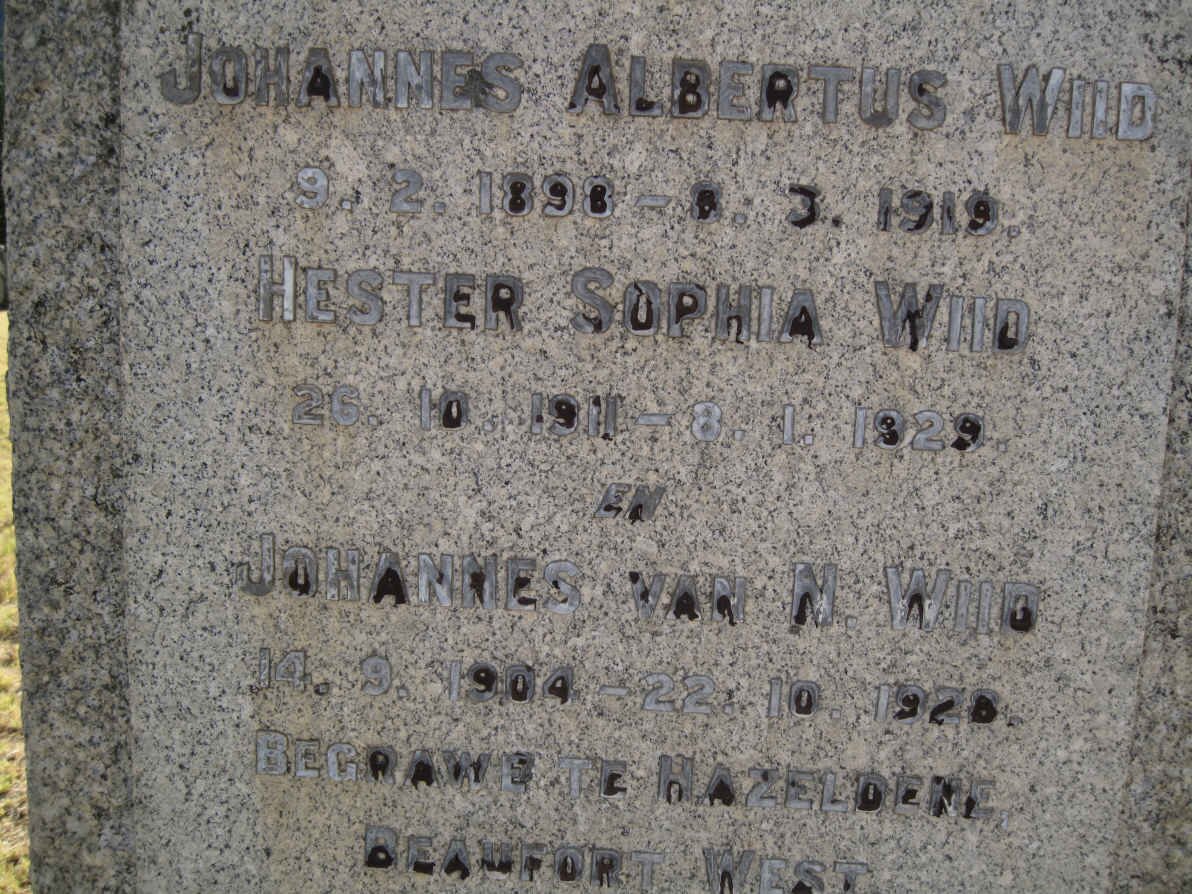 JOHANNES ALBERTUS WIID
9. 2. 1898 – 8. 3. 1919.
HESTER SOPHIA WIID
26. 10. 1911 – 8. 1. 1929.
EN
JOHANNES VAN N. WIID
14. 9. 1904 – 22. 10. 1928.
BEGRAWE TE HAZELDENE,
BEAUFORT WEST